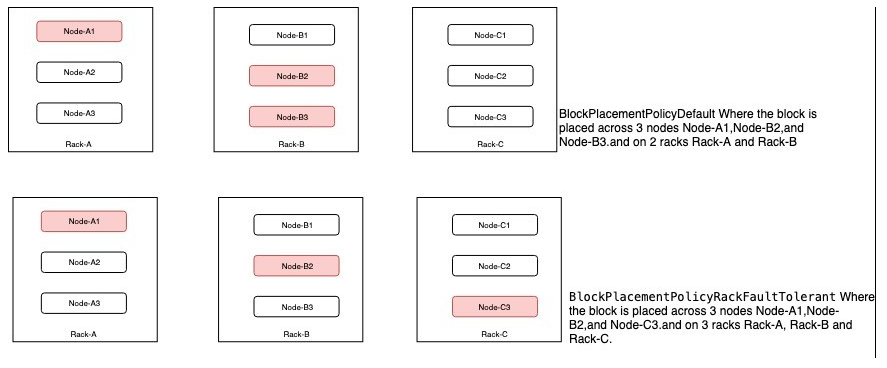 Node-A1
Node-A2
Node-A3
Rack-A
Node-B1
Node-B2
Node-B3
Rack-B
Node-C1
Node-C2
Node-C3
Rack-C
BlockPlacementPolicyDefault Where the block is
placed across 3 nodes Node-A1,Node-B2,and
Node-B3.and on 2 racks Rack-A and Rack-B
Node-A1
Node-A2
Node-A3
Rack-A
Node-B1
Node-B2
Node-B3
Rack-B
Node-C1
Node-C2
Node-C3
Rack-C
BlockPlacementPolicyRackFaultTolerant Where
the block is placed across 3 nodes Node-A1,Node-
B2,and Node-C3.and on 3 racks Rack-A, Rack-B and
Rack-C.